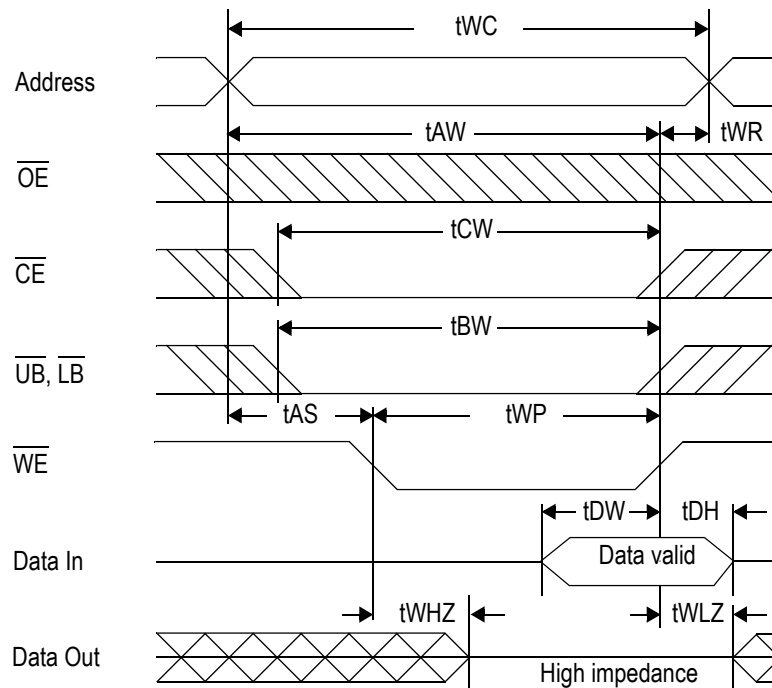 tWC
Address
tAW
tWR
OE
tCW
CE
tBW
UB, LB
tAS
tWP
WE
tDW
tDH
Data In
Data valid
tWHZ
tWLZ
Data Out
High impedance